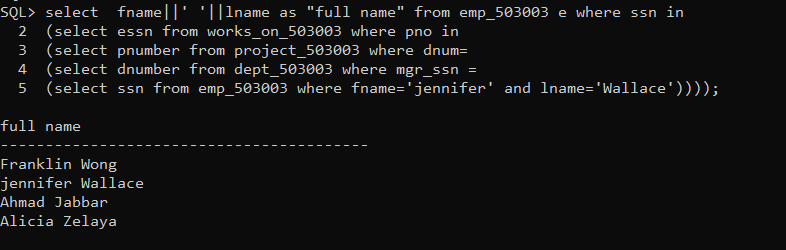 SQL> select  fname||' '||lname as "full name" from emp_503003 e where ssn in
  2  (select essn from works_on_503003 where pno in
  3  (select pnumber from project_503003 where dnum=
  4  (select dnumber from dept_503003 where mgr_ssn =
  5  (select ssn from emp_503003 where fname='jennifer' and lname='Wallace'))));
full name
-----------------------------------------
Franklin Wong
jennifer Wallace
Ahmad Jabbar
Alicia Zelaya